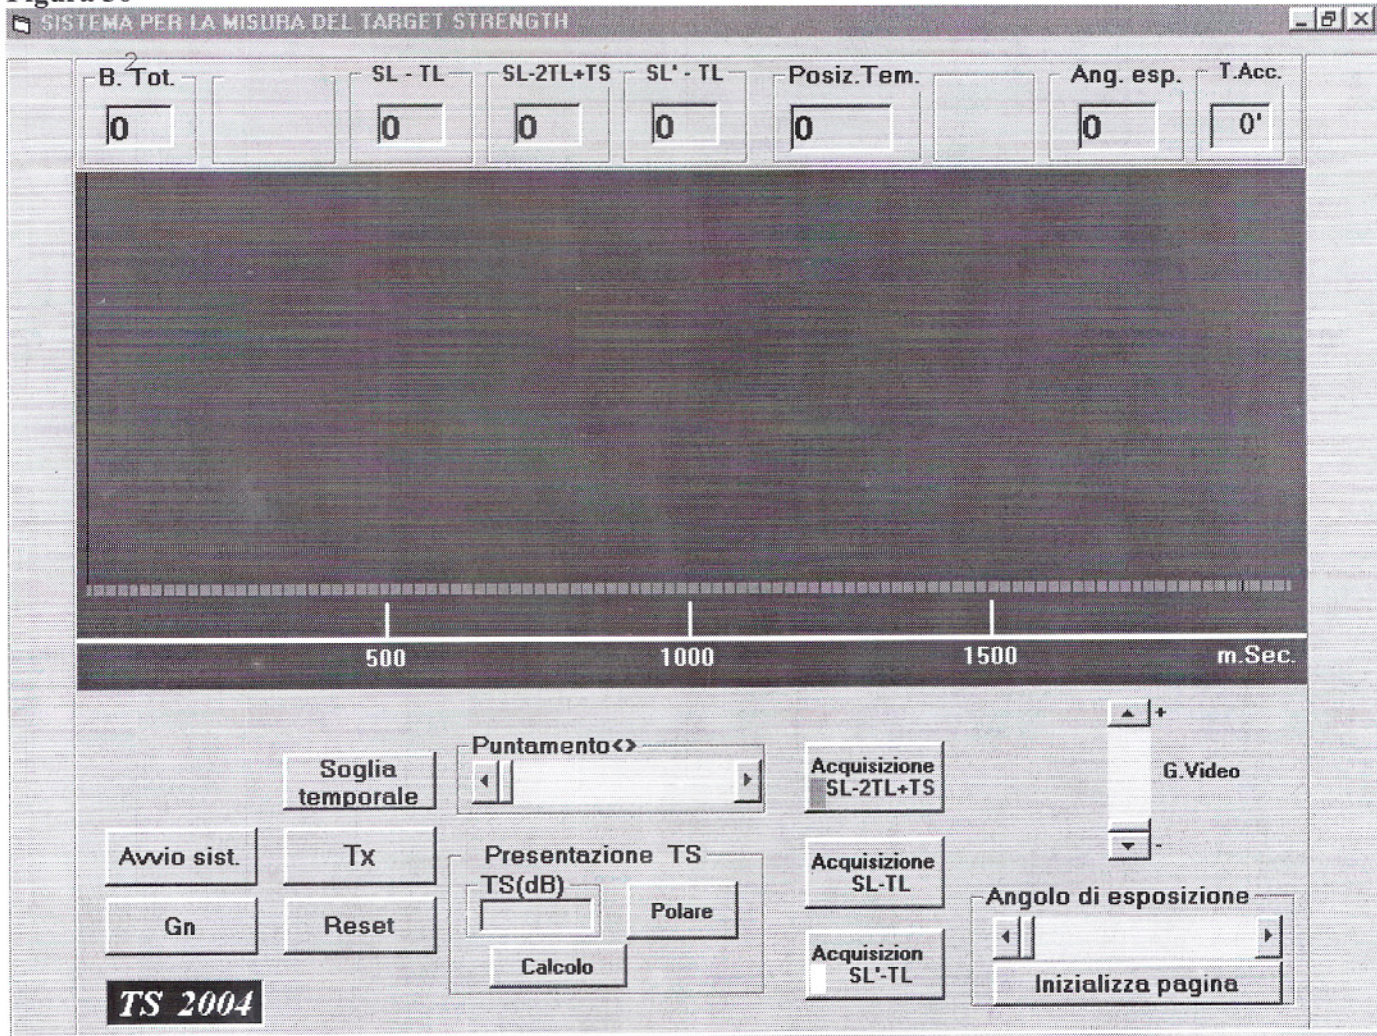 SISTEMA PER LA MISURA DEL TARGET STRENGTH
2
B. Tot. SL - TL SL-2TL+TS SL' - TL Posiz.Tem. Ang. esp. T.Acc.
0 0 0 0 0 0 0'
500 1000 1500 m.Sec.
+
G.Video
-
Puntamento<>
Soglia
temporale
Acquisizione
SL-2TL+TS
Avvio sist.
Tx
Presentazione TS
TS(dB)
Polare
Acquisizione
SL-TL
Angolo di esposizione
Gn
Reset
Calcolo
Acquisizion
SL'-TL
Inizializza pagina
TS 2004